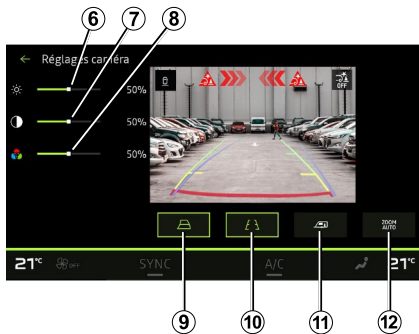 6 7 8
← Réglages caméra
50%
50%
50%
OFF
ZOOM AUTO
21°C OFF SYNC A/C 21°C
9 10 11 12